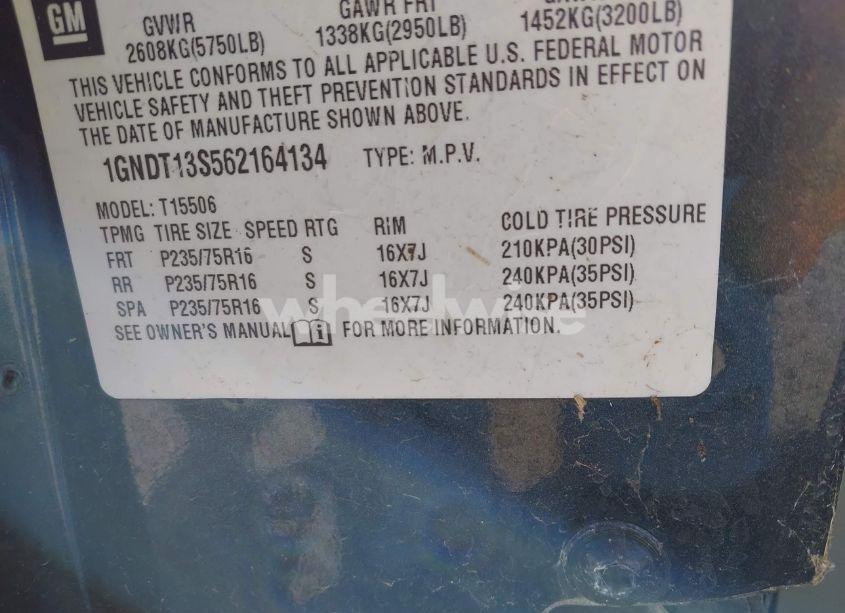 GM
GVWR GAWR FRT
2608KG(5750LB) 1338KG(2950LB) 1452KG(3200LB)
THIS VEHICLE CONFORMS TO ALL APPLICABLE U.S. FEDERAL MOTOR
VEHICLE SAFETY AND THEFT PREVENTION STANDARDS IN EFFECT ON
THE DATE OF MANUFACTURE SHOWN ABOVE.
1GNDT13S562164134 TYPE: M.P.V.
MODEL: T15506
TPMG TIRE SIZE SPEED RTG RIM COLD TIRE PRESSURE
FRT P235/75R16 S 16X7J 210KPA(30PSI)
RR P235/75R16 S 16X7J 240KPA(35PSI)
SPA P235/75R16 S 16X7J 240KPA(35PSI)
wheelwire
SEE OWNER'S MANUAL FOR MORE INFORMATION.